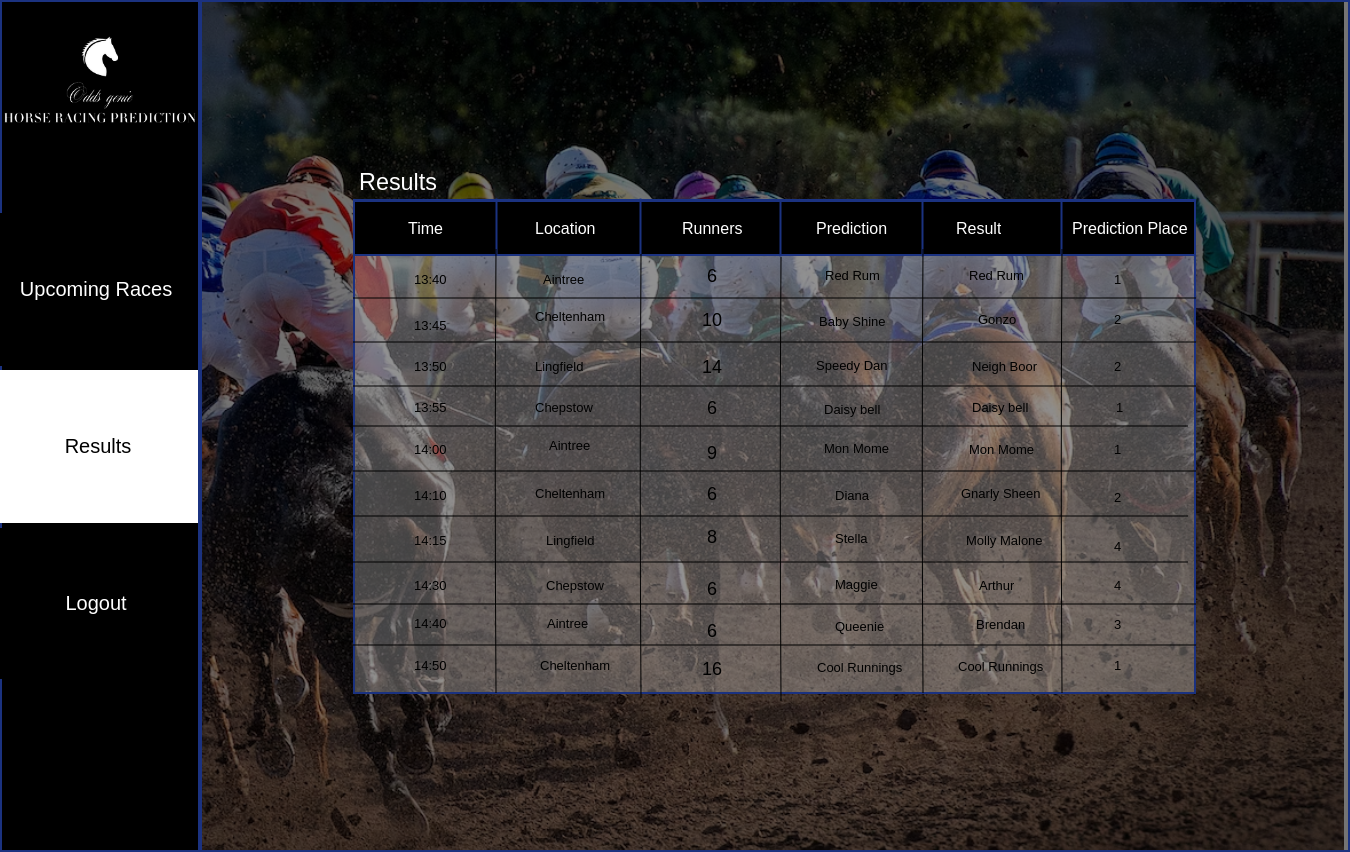 Odds genie
HORSE RACING PREDICTION
Upcoming Races
Results
Logout
Results
Time Location Runners Prediction Result Prediction Place
13:40 Aintree 6 Red Rum Red Rum 1
13:45 Cheltenham 10 Baby Shine Gonzo 2
13:50 Lingfield 14 Speedy Dan Neigh Boor 2
13:55 Chepstow 6 Daisy bell Daisy bell 1
14:00 Aintree 9 Mon Mome Mon Mome 1
14:10 Cheltenham 6 Diana Gnarly Sheen 2
14:15 Lingfield 8 Stella Molly Malone 4
14:30 Chepstow 6 Maggie Arthur 4
14:40 Aintree 6 Queenie Brendan 3
14:50 Cheltenham 16 Cool Runnings Cool Runnings 1